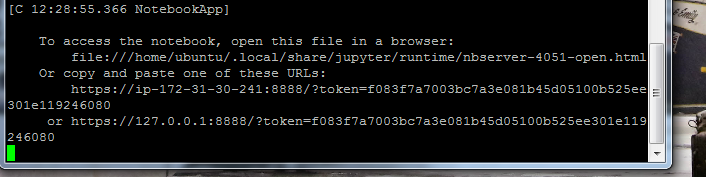 [C 12:28:55.366 NotebookApp]
To access the notebook, open this file in a browser:
file:///home/ubuntu/.local/share/jupyter/runtime/nbserver-4051-open.html
Or copy and paste one of these URLs:
https://ip-172-31-30-241:8888/?token=f083f7a7003bc7a3e081b45d05100b525ee
301e119246080
or https://127.0.0.1:8888/?token=f083f7a7003bc7a3e081b45d05100b525ee301e119
246080
family